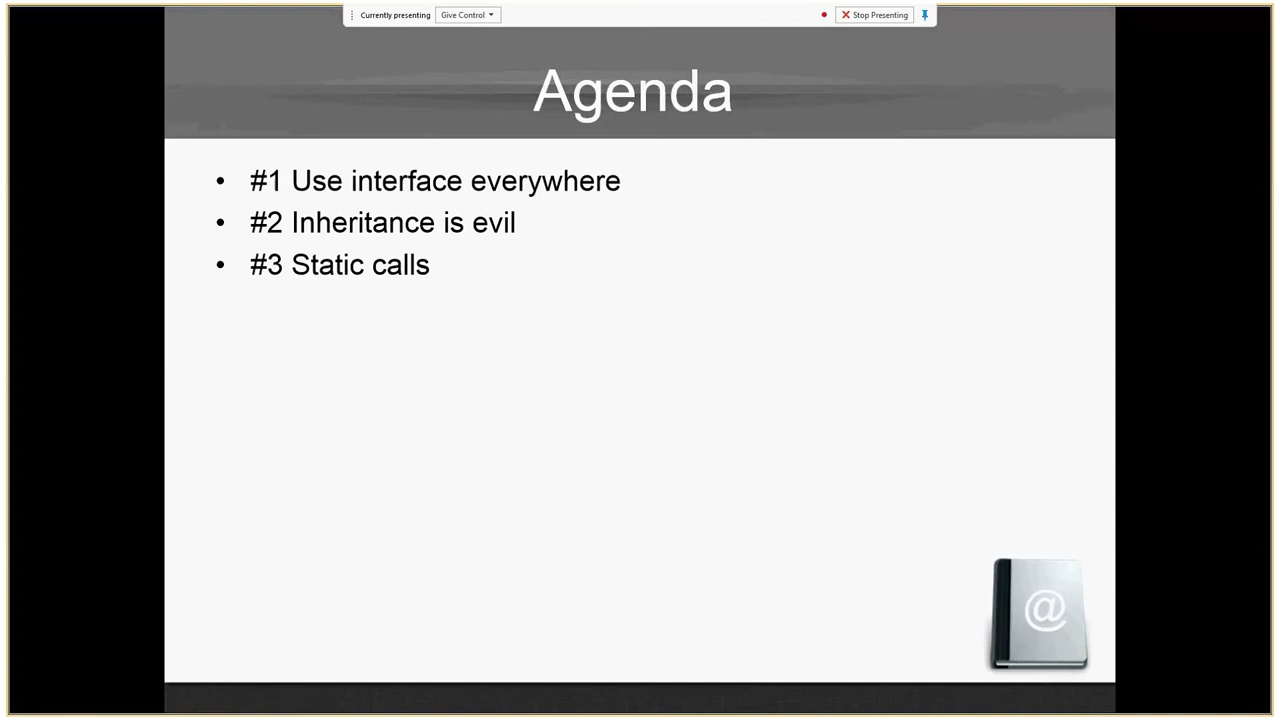 Currently presenting Give Control Stop Presenting
Agenda
• #1 Use interface everywhere
• #2 Inheritance is evil
• #3 Static calls
@